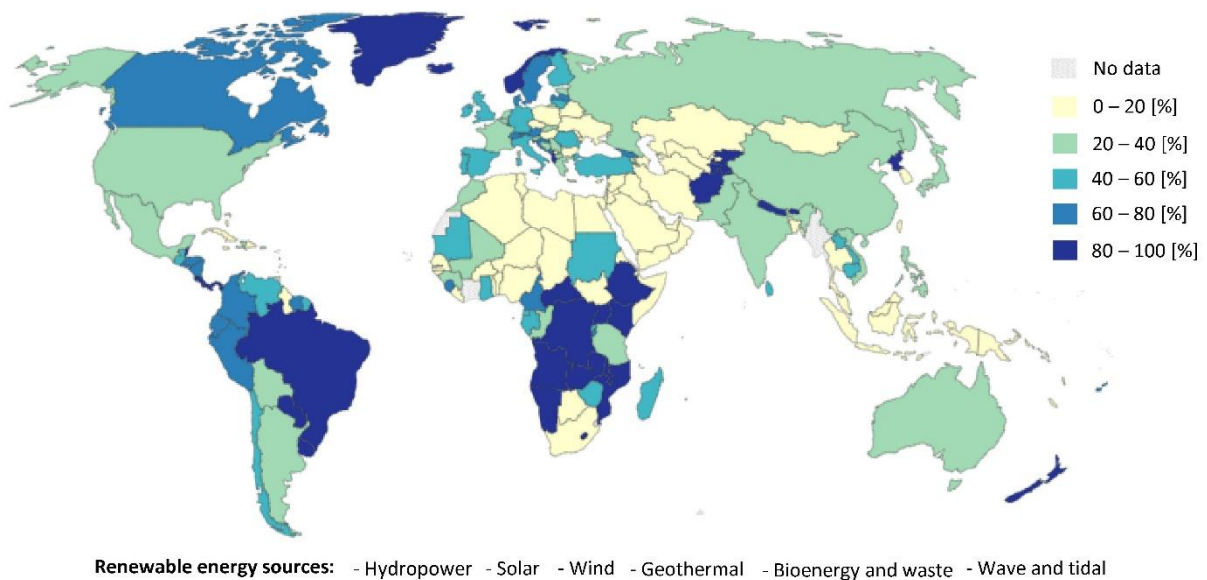 No data
0 – 20 [%]
20 – 40 [%]
40 – 60 [%]
60 – 80 [%]
80 – 100 [%]
Renewable energy sources: - Hydropower - Solar - Wind - Geothermal - Bioenergy and waste - Wave and tidal